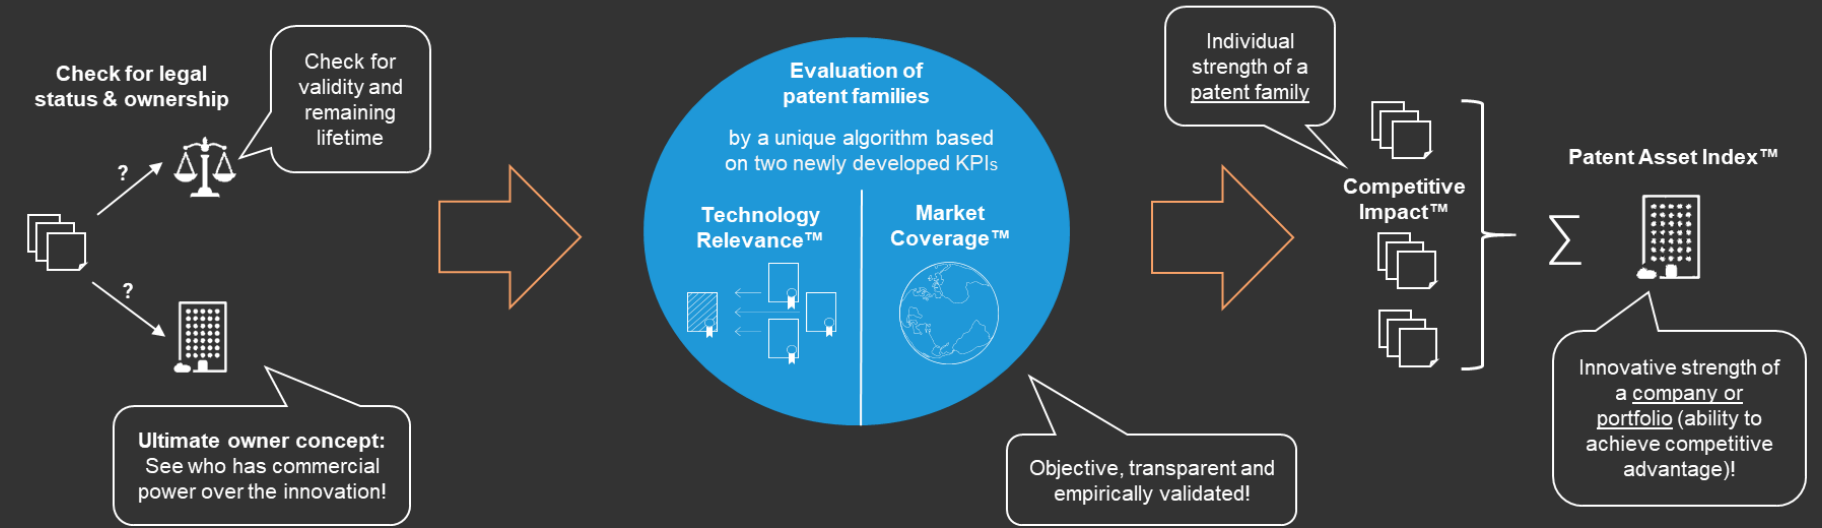 Check for legal
status & ownership
Check for
validity and
remaining
lifetime
?
?
Ultimate owner concept:
See who has commercial
power over the innovation!
Evaluation of
patent families
by a unique algorithm based
on two newly developed KPIs
Technology
Relevance™
Market
Coverage™
Objective, transparent and
empirically validated!
Individual
strength of a
patent family
Competitive
Impact™
Patent Asset Index™
∑
Innovative strength of
a company or
portfolio (ability to
achieve competitive
advantage)!